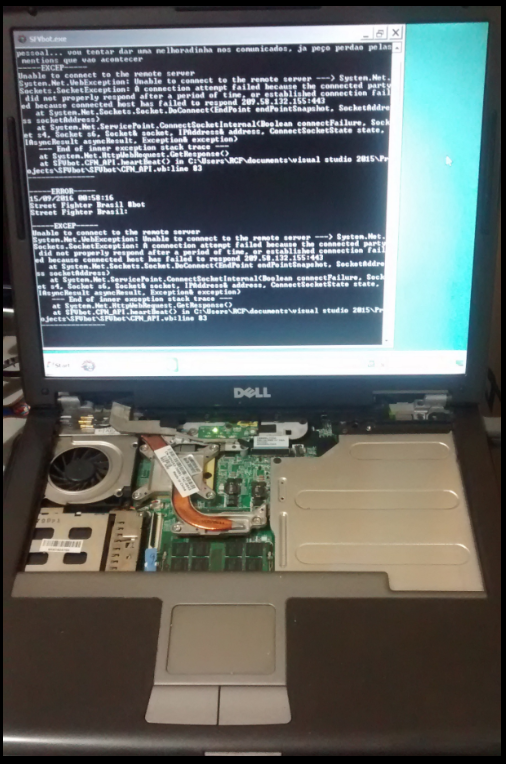 SFVbot.exe
pessoal... vou tentar dar uma melhoradinha nos comunicados, ja peço perdao pelas
mentions que vao acontecer
-----EXCEP-----
Unable to connect to the remote server
System.Net.WebException: Unable to connect to the remote server ---> System.Net.
Sockets.SocketException: A connection attempt failed because the connected party
did not properly respond after a period of time, or established connection fail
ed because connected host has failed to respond 209.58.132.155:443
at System.Net.Sockets.Socket.DoConnect(EndPoint endPointSnapshot, SocketAddre
ss socketAddress)
at System.Net.ServicePoint.ConnectSocketInternal(Boolean connectFailure, Sock
et s4, Socket s6, Socket& socket, IPAddress& address, ConnectSocketState state,
IAsyncResult asyncResult, Exception& exception)
--- End of inner exception stack trace ---
at System.Net.HttpWebRequest.GetResponse()
at SFVbot.CFN_API.heartBeat() in C:\Users\RCF\documents\visual studio 2015\Pr
ojects\SFVbot\SFVbot\CFN_API.vb:line 83
-----ERROR-----
15/09/2016 00:58:16
Street Fighter Brasil
Street Fighter Brasil:
-----EXCEP-----
Unable to connect to the remote server
System.Net.WebException: Unable to connect to the remote server ---> System.Net.
Sockets.SocketException: A connection attempt failed because the connected party
did not properly respond after a period of time, or established connection fail
ed because connected host has failed to respond 209.58.132.155:443
at System.Net.Sockets.Socket.DoConnect(EndPoint endPointSnapshot, SocketAddre
ss socketAddress)
at System.Net.ServicePoint.ConnectSocketInternal(Boolean connectFailure, Sock
et s4, Socket s6, Socket& socket, IPAddress& address, ConnectSocketState state,
IAsyncResult asyncResult, Exception& exception)
--- End of inner exception stack trace ---
at System.Net.HttpWebRequest.GetResponse()
at SFVbot.CFN_API.heartBeat() in C:\Users\RCF\documents\visual studio 2015\Pr
ojects\SFVbot\SFVbot\CFN_API.vb:line 83
DELL